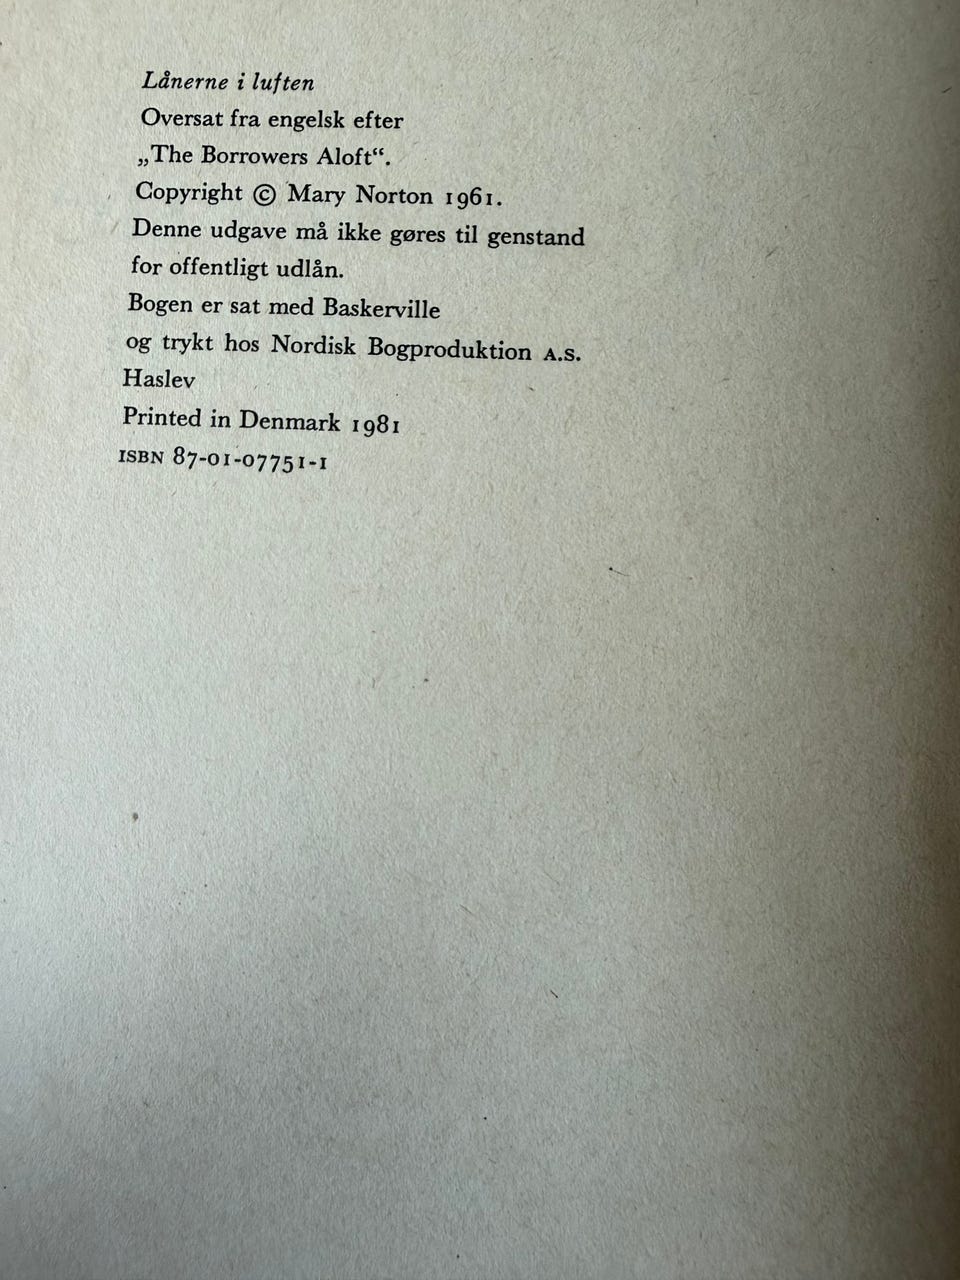 Lånerne i luften
Oversat fra engelsk efter
„The Borrowers Aloft“.
Copyright © Mary Norton 1961.
Denne udgave må ikke gøres til genstand
for offentligt udlån.
Bogen er sat med Baskerville
og trykt hos Nordisk Bogproduktion A.S.
Haslev
Printed in Denmark 1981
ISBN 87-01-07751-1